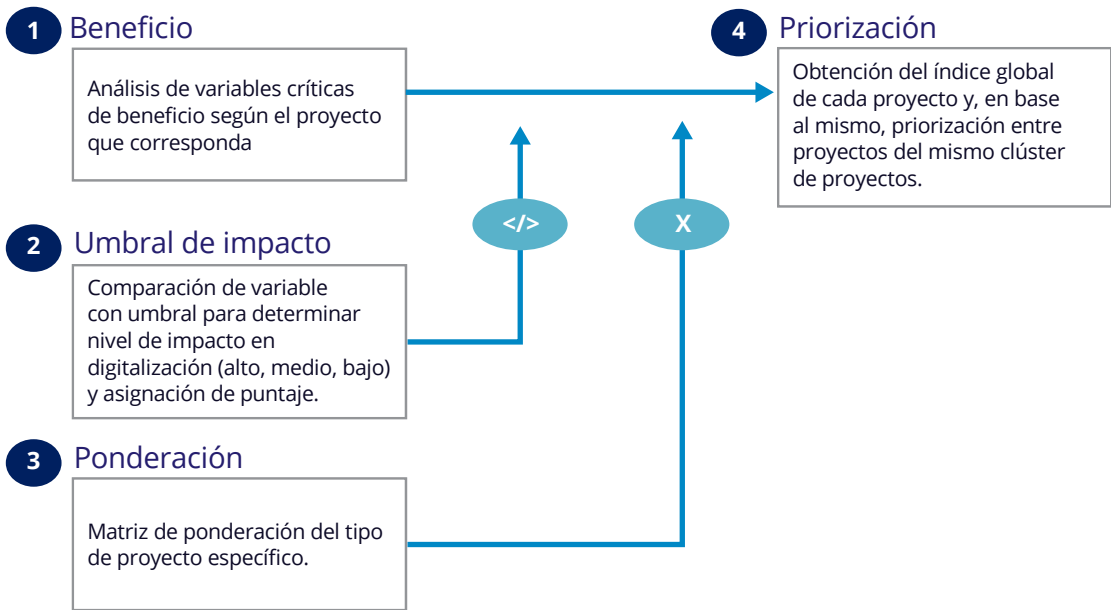 1 Beneficio
Análisis de variables críticas
de beneficio según el proyecto
que corresponda
2 Umbral de impacto
Comparación de variable
con umbral para determinar
nivel de impacto en
digitalización (alto, medio, bajo)
y asignación de puntaje.
3 Ponderación
Matriz de ponderación del tipo
de proyecto específico.
</>
X
4 Priorización
Obtención del índice global
de cada proyecto y, en base
al mismo, priorización entre
proyectos del mismo clúster
de proyectos.